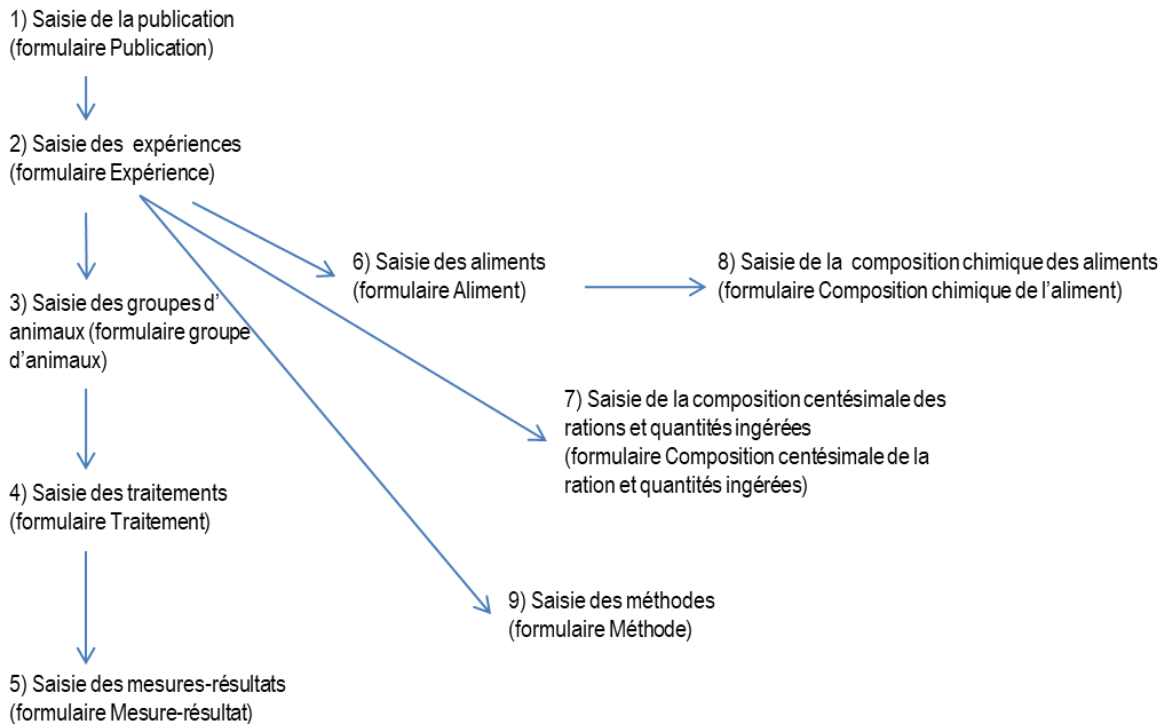 1) Saisie de la publication
(formulaire Publication)
2) Saisie des expériences
(formulaire Expérience)
3) Saisie des groupes d'
animaux (formulaire groupe
d'animaux)
4) Saisie des traitements
(formulaire Traitement)
5) Saisie des mesures-résultats
(formulaire Mesure-résultat)
6) Saisie des aliments
(formulaire Aliment)
7) Saisie de la composition centésimale des
rations et quantités ingérées
(formulaire Composition centésimale de la
ration et quantités ingérées)
8) Saisie de la composition chimique des aliments
(formulaire Composition chimique de l'aliment)
9) Saisie des méthodes
(formulaire Méthode)